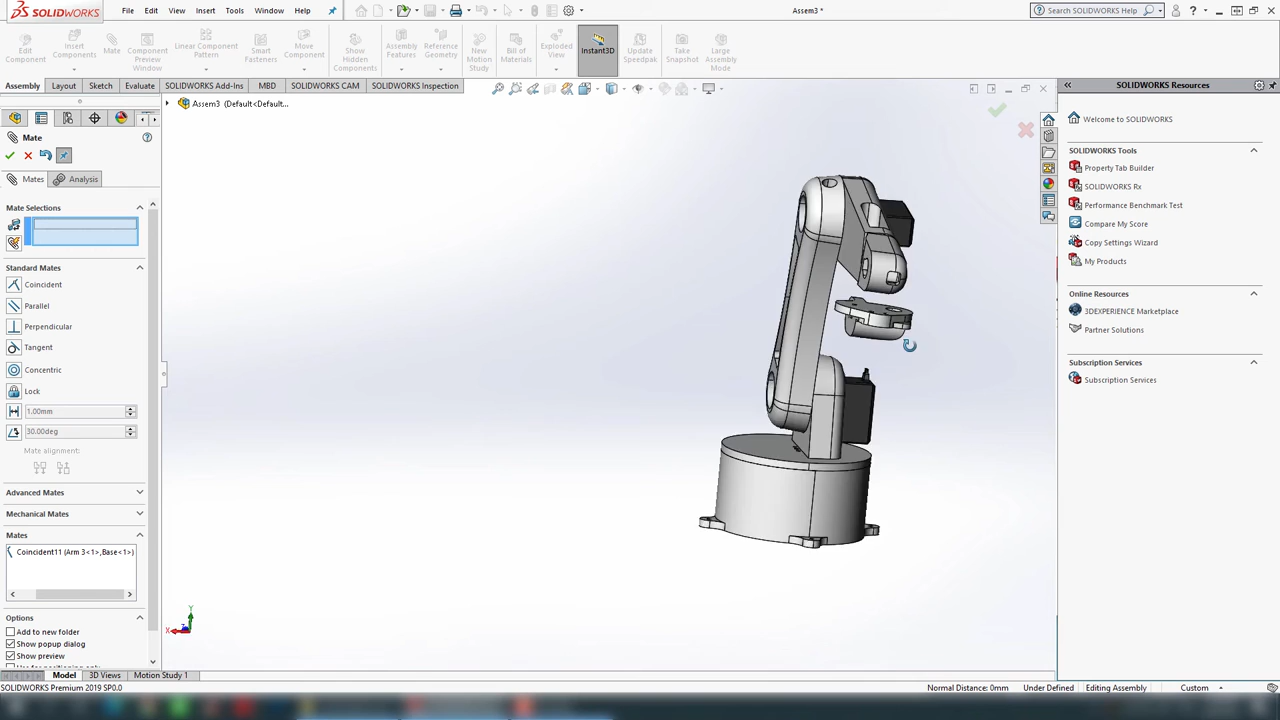 SOLIDWORKS File Edit View Insert Tools Window Help Assem3 * Search SOLIDWORKS Help
Edit Component
Insert Components
Mate
Component Preview Window
Linear Component Pattern
Smart Fasteners
Move Component
Show Hidden Components
Assembly Features
Reference Geometry
New Motion Study
Bill of Materials
Exploded View
Instant3D
Update Speedpak
Take Snapshot
Large Assembly Mode
Assembly Layout Sketch Evaluate SOLIDWORKS Add-Ins MBD SOLIDWORKS CAM SOLIDWORKS Inspection
Assem3 (Default<Default...
Mate
Mates Analysis
Mate Selections
Standard Mates
Coincident
Parallel
Perpendicular
Tangent
Concentric
Lock
1.00mm
30.00deg
Mate alignment:
Advanced Mates
Mechanical Mates
Mates
Coincident11 (Arm 3<1>,Base<1>)
Options
Add to new folder
Show popup dialog
Show preview
Y
X
Model 3D Views Motion Study 1
SOLIDWORKS Premium 2019 SP0.0 Normal Distance: 0mm Under Defined Editing Assembly Custom
SOLIDWORKS Resources
Welcome to SOLIDWORKS
SOLIDWORKS Tools
Property Tab Builder
SOLIDWORKS Rx
Performance Benchmark Test
Compare My Score
Copy Settings Wizard
My Products
Online Resources
3DEXPERIENCE Marketplace
Partner Solutions
Subscription Services
Subscription Services